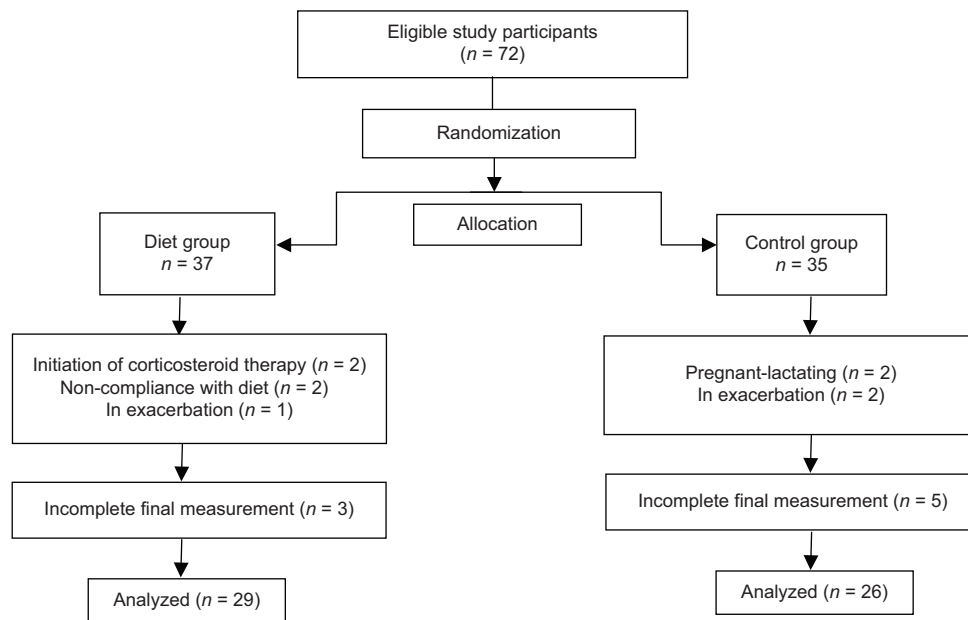 Eligible study participants
(n = 72)
Randomization
Allocation
Diet group
n = 37
Control group
n = 35
Initiation of corticosteroid therapy (n = 2)
Non-compliance with diet (n = 2)
In exacerbation (n = 1)
Pregnant-lactating (n = 2)
In exacerbation (n = 2)
Incomplete final measurement (n = 3)
Incomplete final measurement (n = 5)
Analyzed (n = 29)
Analyzed (n = 26)